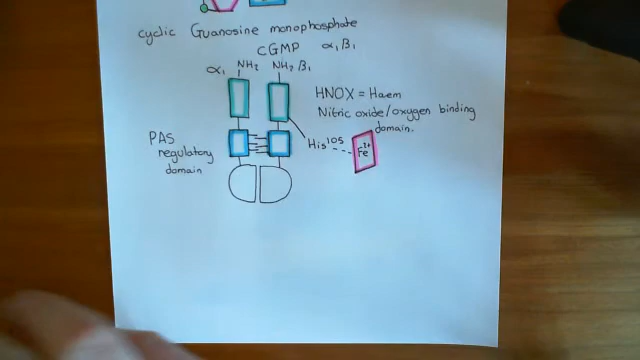 cyclic Guanosine monophosphate
cGMP α1 β1
α1 NH2 NH2 β1
HNOX = Haem
Nitric oxide/oxygen binding
domain.
PAS
regulatory
domain
His105
Fe2+